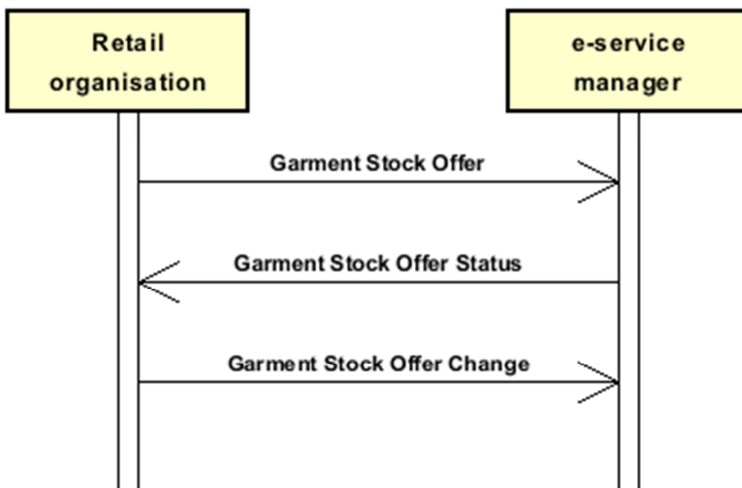 Retail
organisation
e-service
manager
Garment Stock Offer
Garment Stock Offer Status
Garment Stock Offer Change